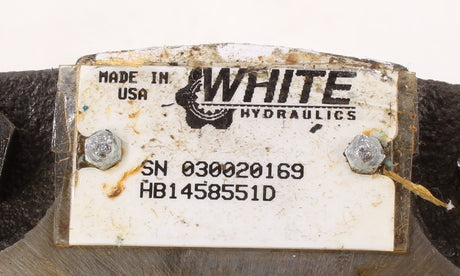 MADE IN
USA
WHITE
HYDRAULICS
SN 030020169
HB1458551D